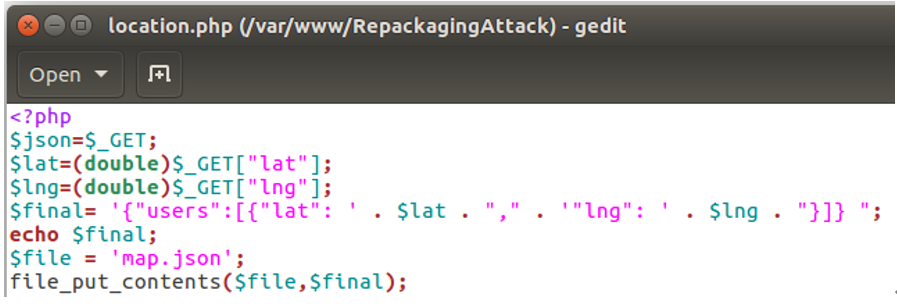 location.php (/var/www/RepackagingAttack) - gedit
Open
<?php
$json=$_GET;
$lat=(double)$_GET["lat"];
$lng=(double)$_GET["lng"];
$final= '{"users":[{"lat": ' . $lat . "," . '"lng": ' . $lng . "}]} ";
echo $final;
$file = 'map.json';
file_put_contents($file,$final);